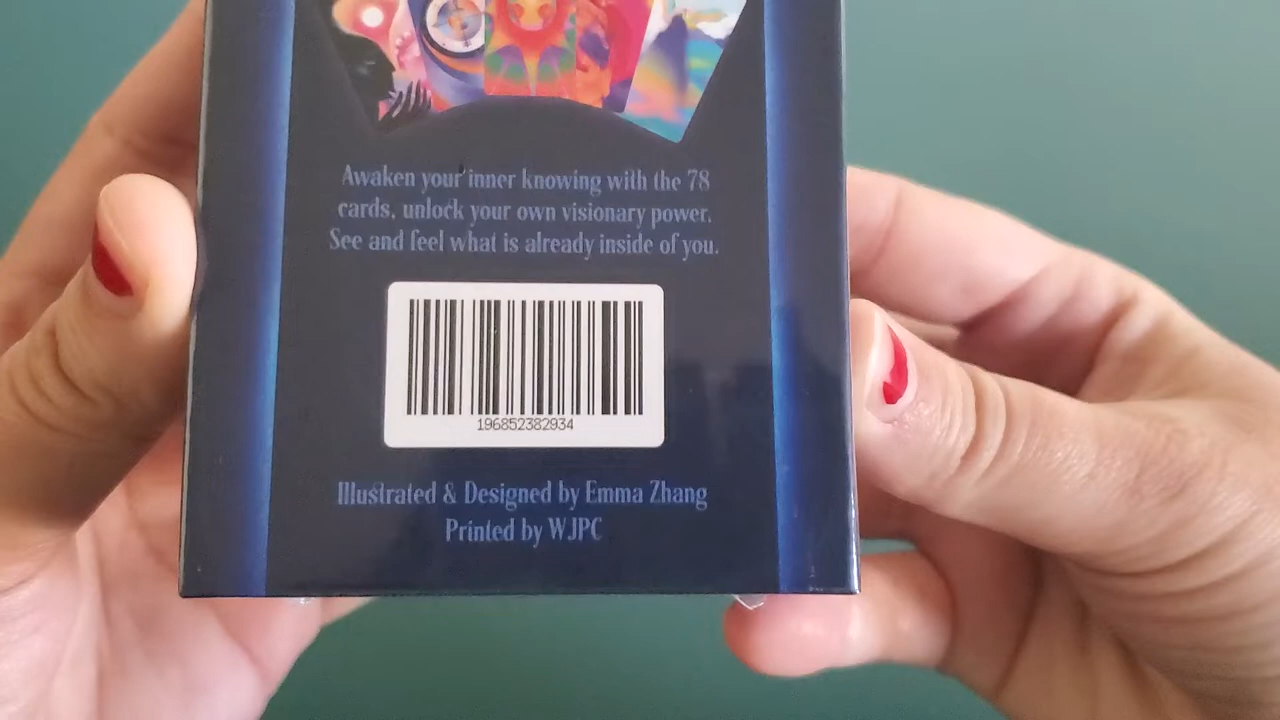 Awaken your inner knowing with the 78
cards, unlock your own visionary power.
See and feel what is already inside of you.
196852382934
Illustrated & Designed by Emma Zhang
Printed by WJPC